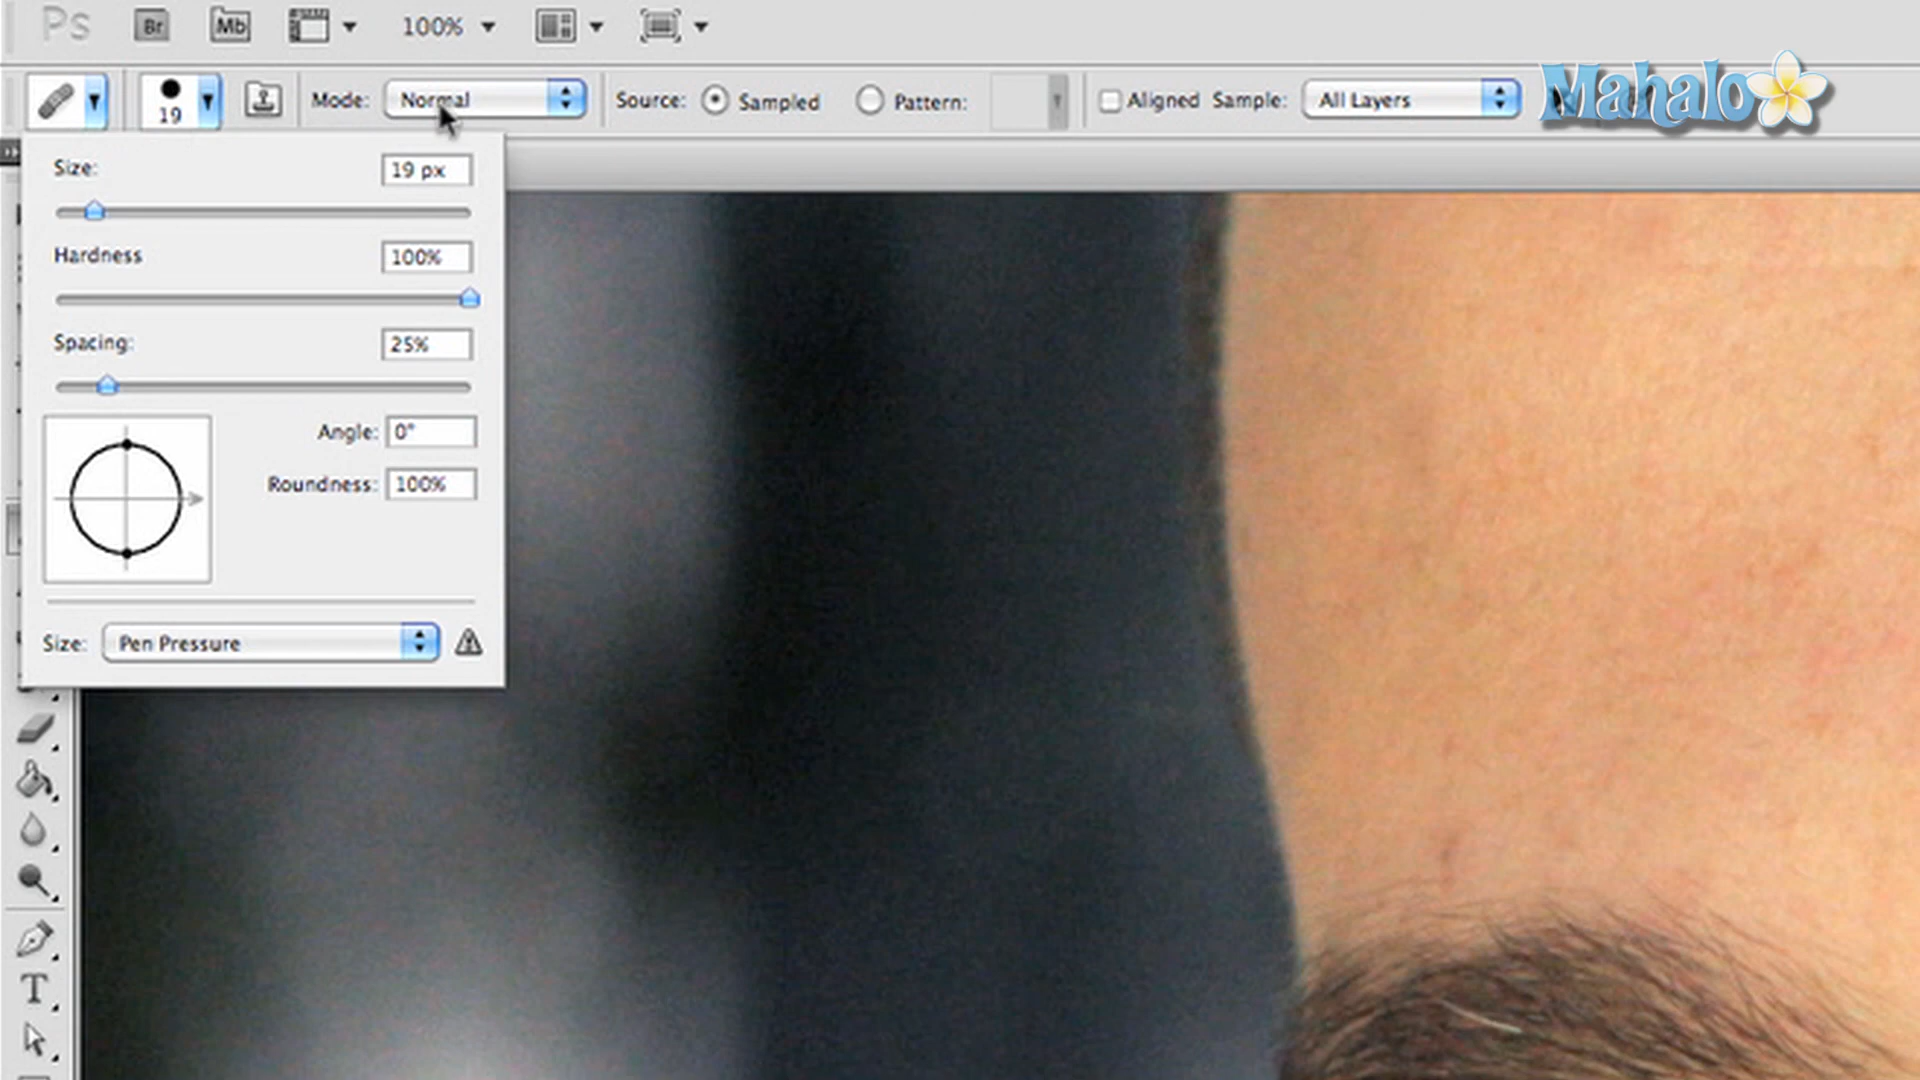 Ps Br Mb 100%
19 Mode: Normal Source: Sampled Pattern: Aligned Sample: All Layers Mahalo
Size: 19 px
Hardness 100%
Spacing: 25%
Angle: 0°
Roundness: 100%
Size: Pen Pressure
T